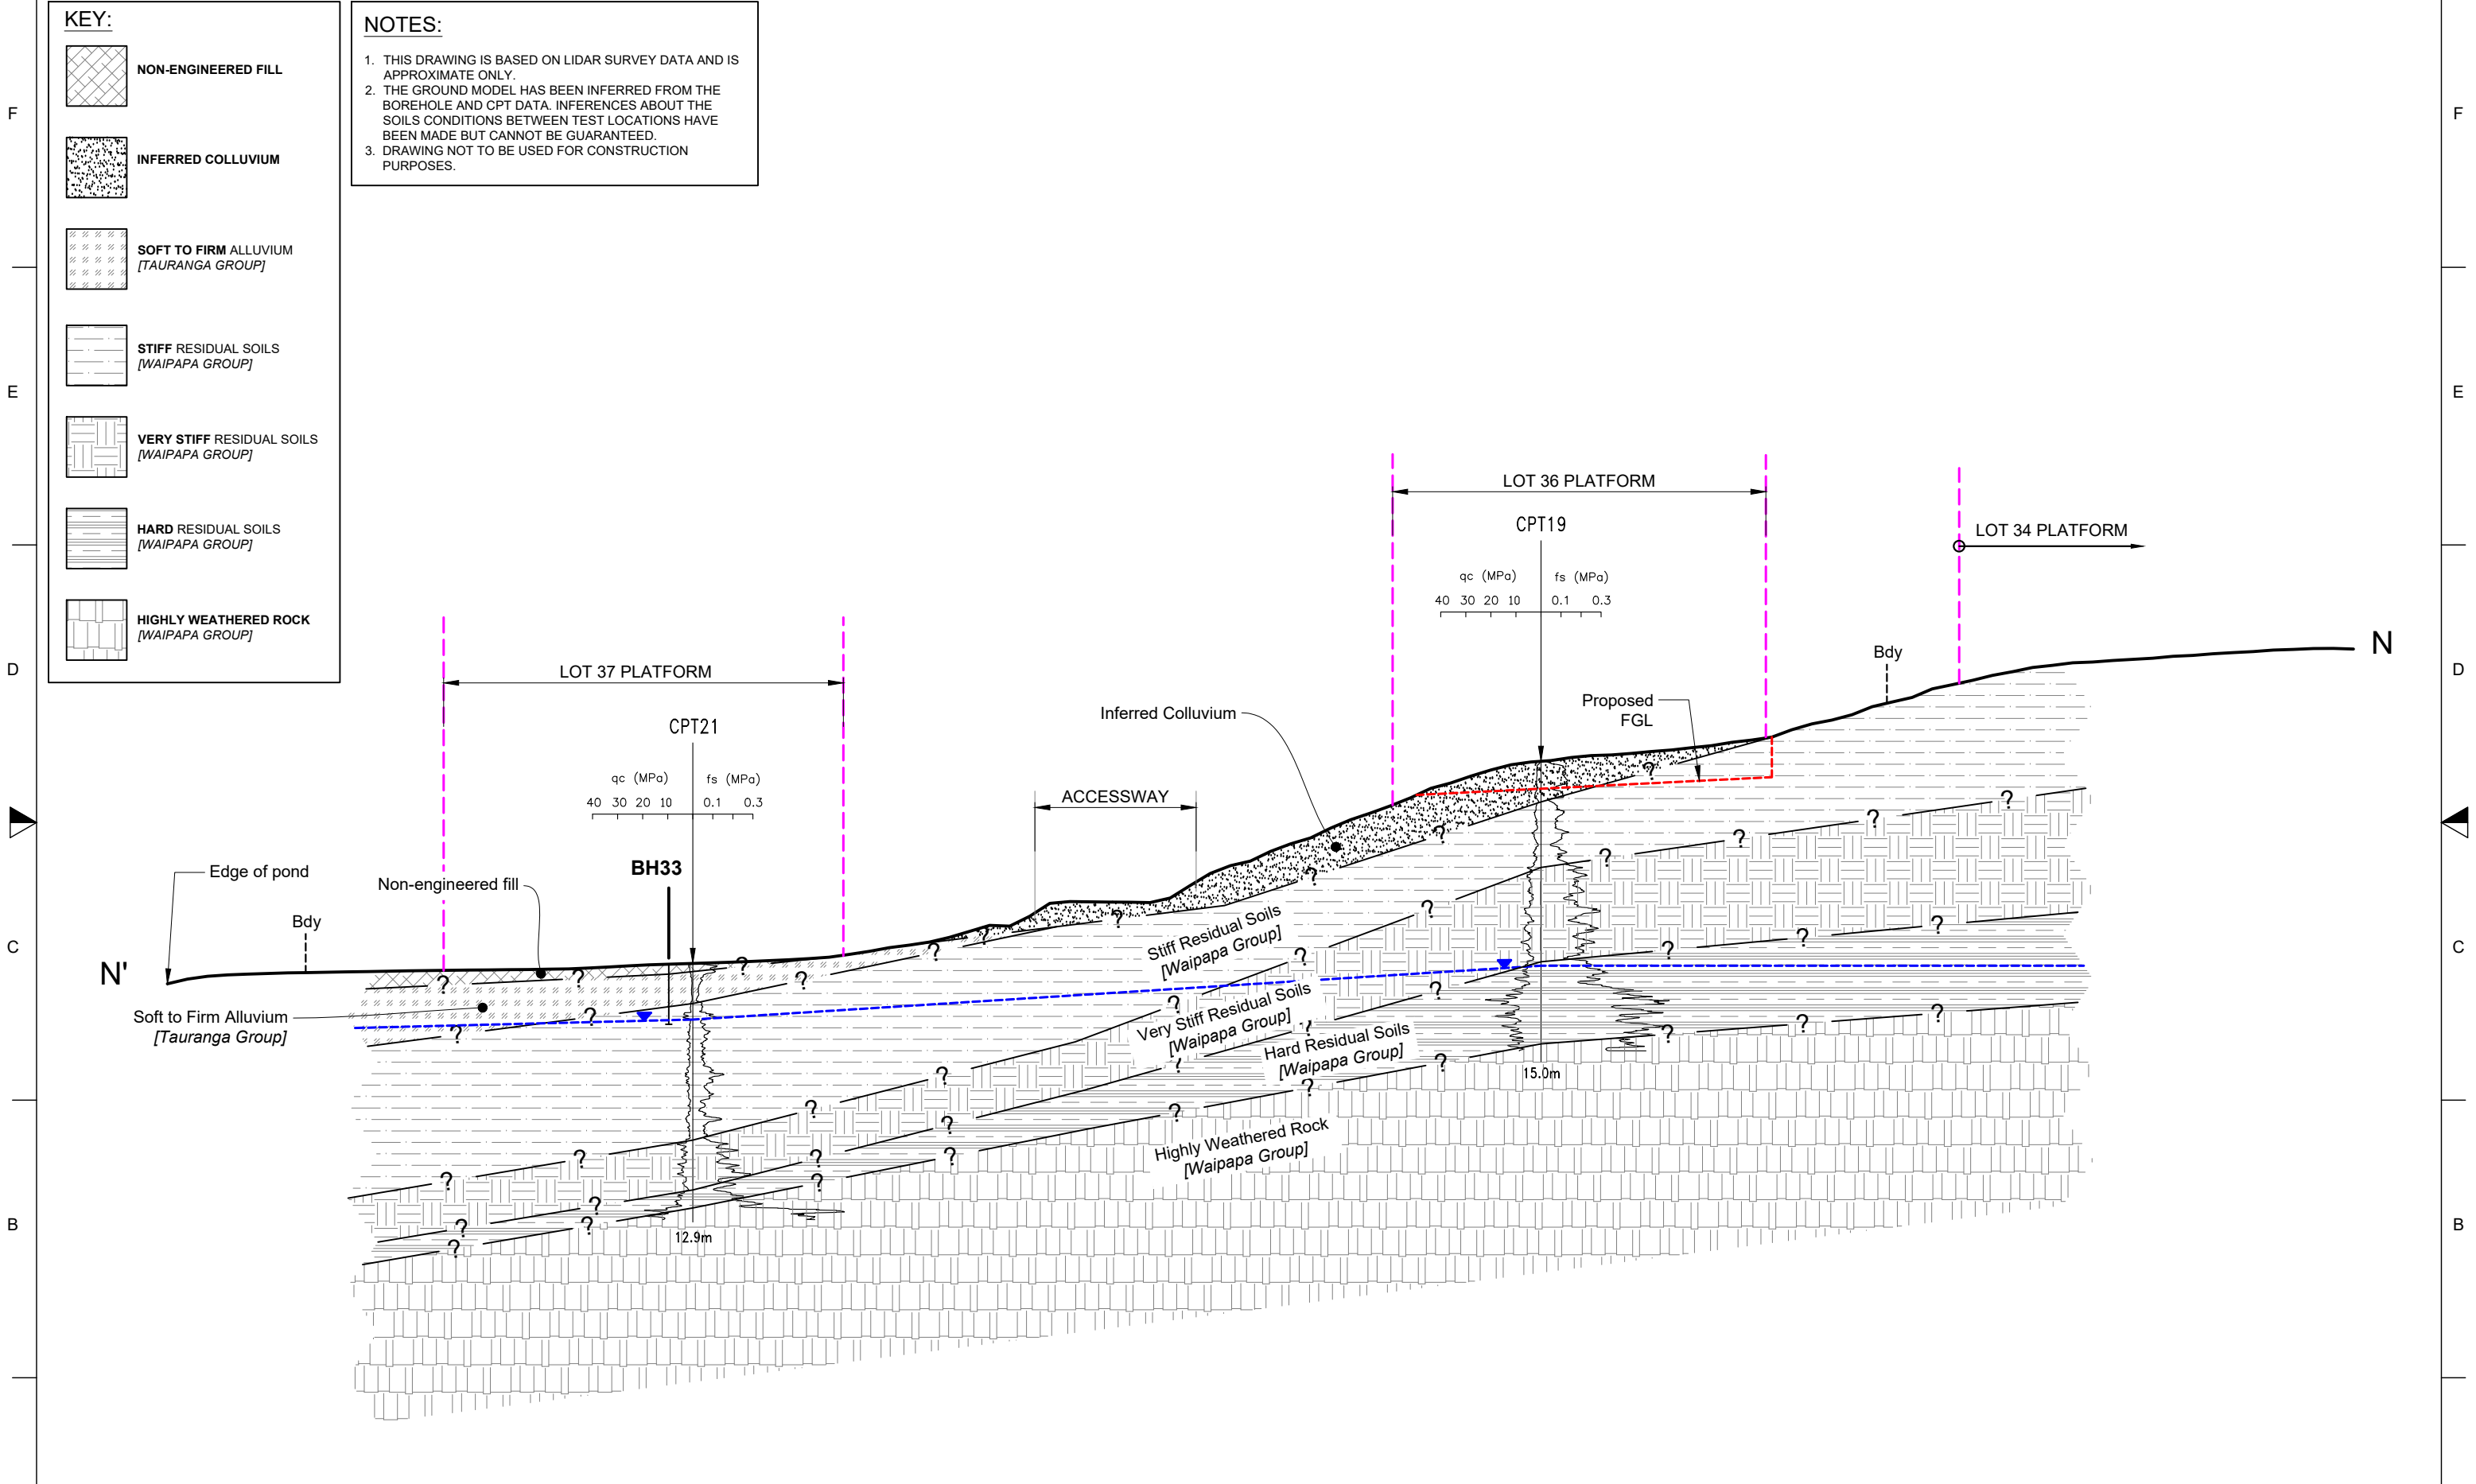 KEY:
NON-ENGINEERED FILL
INFERRED COLLUVIUM
SOFT TO FIRM ALLUVIUM
[TAURANGA GROUP]
STIFF RESIDUAL SOILS
[WAIPAPA GROUP]
VERY STIFF RESIDUAL SOILS
[WAIPAPA GROUP]
HARD RESIDUAL SOILS
[WAIPAPA GROUP]
HIGHLY WEATHERED ROCK
[WAIPAPA GROUP]
NOTES:
1. THIS DRAWING IS BASED ON LIDAR SURVEY DATA AND IS
APPROXIMATE ONLY.
2. THE GROUND MODEL HAS BEEN INFERRED FROM THE
BOREHOLE AND CPT DATA. INFERENCES ABOUT THE
SOILS CONDITIONS BETWEEN TEST LOCATIONS HAVE
BEEN MADE BUT CANNOT BE GUARANTEED.
3. DRAWING NOT TO BE USED FOR CONSTRUCTION
PURPOSES.
F
F
E
E
D
D
C
C
B
B
LOT 36 PLATFORM
CPT19
qc (MPa) fs (MPa)
40 30 20 10 0.1 0.3
LOT 34 PLATFORM
Bdy
N
Proposed
FGL
LOT 37 PLATFORM
CPT21
qc (MPa) fs (MPa)
40 30 20 10 0.1 0.3
Inferred Colluvium
ACCESSWAY
BH33
Edge of pond
Non-engineered fill
Bdy
N'
Soft to Firm Alluvium
[Tauranga Group]
Stiff Residual Soils
[Waipapa Group]
Very Stiff Residual Soils
[Waipapa Group]
Hard Residual Soils
[Waipapa Group]
Highly Weathered Rock
[Waipapa Group]
15.0m
12.9m
? ? ? ? ? ? ? ? ? ?
? ? ? ? ? ? ? ? ? ?
? ? ? ? ? ? ? ? ? ?
? ? ? ? ? ? ? ? ? ?